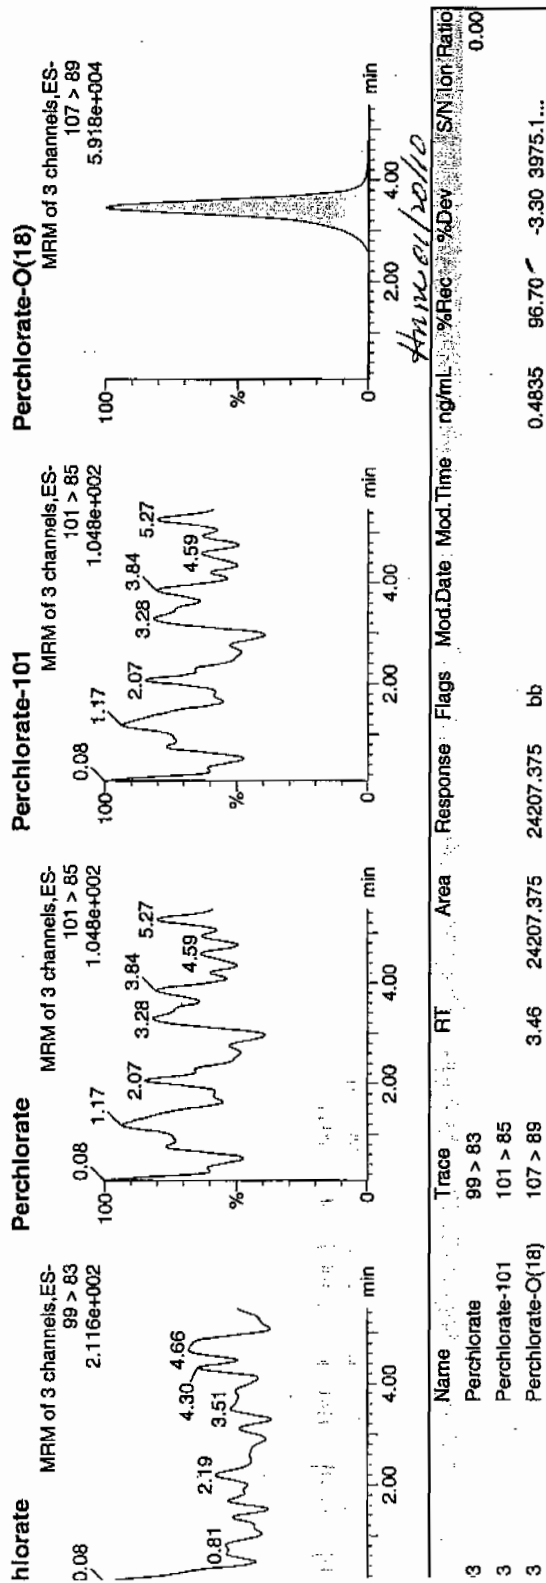 hlorate
MRM of 3 channels,ES-
99 > 83
2.116e+002
0.08
0.81
2.19
3.51
4.30
4.66
2.00
4.00
min
Perchlorate
MRM of 3 channels,ES-
101 > 85
1.048e+002
100
%
0
0.08
1.17
2.07
3.28
3.84
4.59
5.27
2.00
4.00
min
Perchlorate-101
MRM of 3 channels,ES-
101 > 85
1.048e+002
100
%
0
0.08
1.17
2.07
3.28
3.84
4.59
5.27
2.00
4.00
min
Perchlorate-O(18)
MRM of 3 channels,ES-
107 > 89
5.918e+004
100
%
0
2.00
4.00
min
01/20/10
Name Trace RT Area Response Flags Mod.Date Mod.Time ng/mL %Rec %Dev S/N Ion Ratio
3 Perchlorate 99 > 83 0.00
3 Perchlorate-101 101 > 85
3 Perchlorate-O(18) 107 > 89 3.46 24207.375 24207.375 bb 0.4835 96.70 -3.30 3975.1...